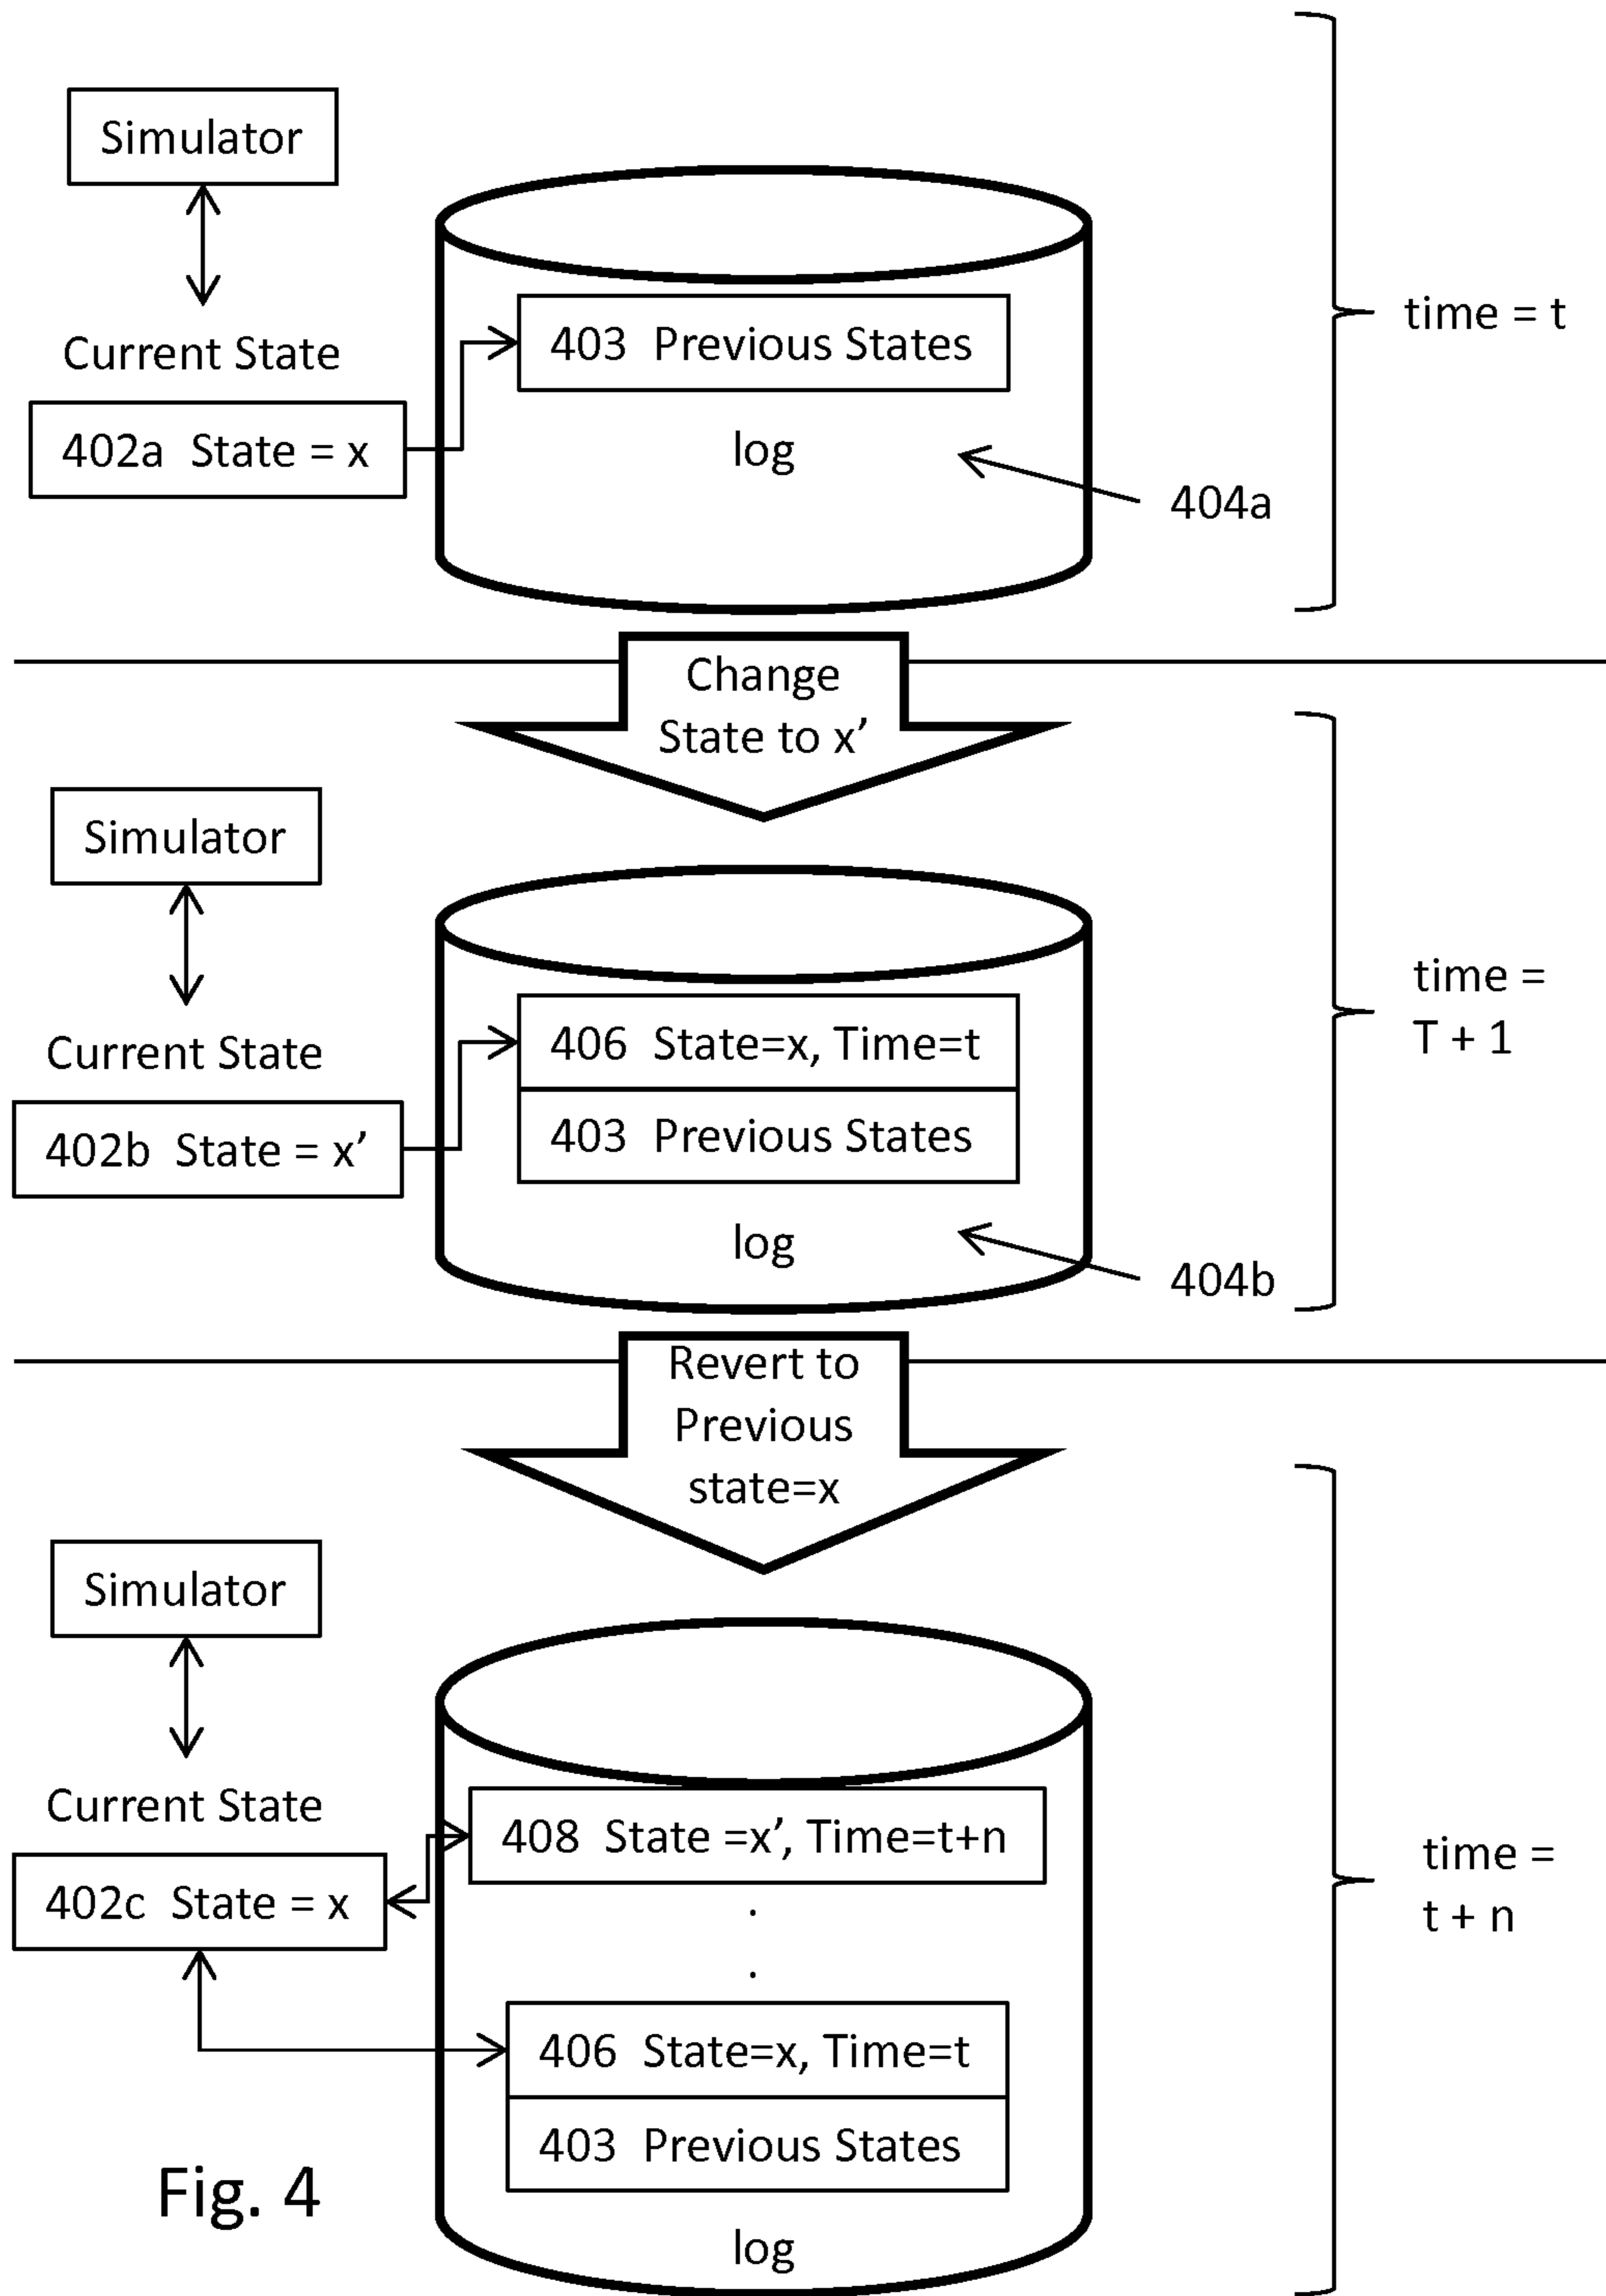 Simulator
Current State
402a  State = x
403  Previous States
log
404a
time = t
Change
State to x’
Simulator
Current State
402b  State = x’
406  State=x, Time=t
403  Previous States
log
404b
time =
T + 1
Revert to
Previous
state=x
Simulator
Current State
402c  State = x
408  State =x’, Time=t+n
.
.
406  State=x, Time=t
403  Previous States
log
time =
t + n
Fig. 4